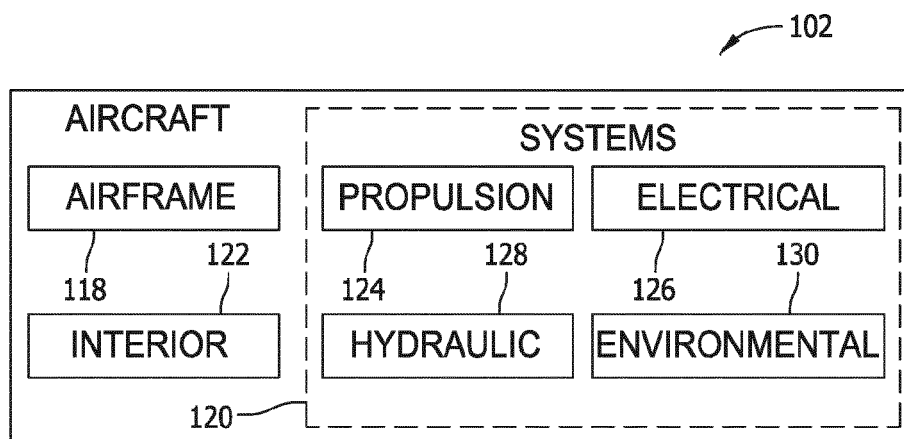 102
AIRCRAFT
SYSTEMS
AIRFRAME
PROPULSION
ELECTRICAL
118
122
124
128
126
130
INTERIOR
HYDRAULIC
ENVIRONMENTAL
120